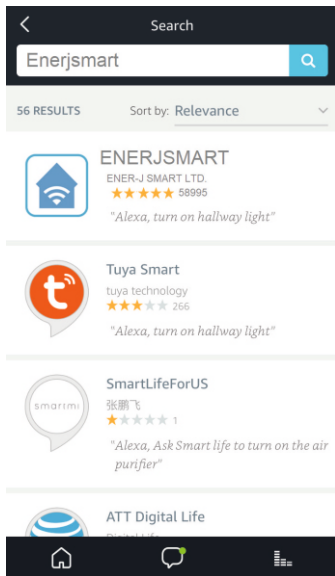 Search
Enerjsmart
56 RESULTS Sort by: Relevance
ENERJSMART
ENER-J SMART LTD.
58995
"Alexa, turn on hallway light"
Tuya Smart
tuya technology
266
"Alexa, turn on hallway light"
smartmi
SmartLifeForUS
张鹏飞
1
"Alexa, Ask Smart life to turn on the air
purifier"
ATT Digital Life
Digital Life